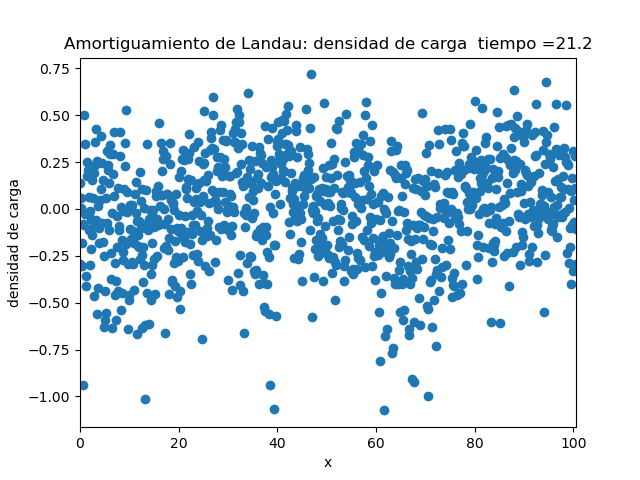 Amortiguamiento de Landau: densidad de carga  tiempo =21.2
0.75
0.50
0.25
0.00
−0.25
−0.50
−0.75
−1.00
densidad de carga
0 20 40 60 80 100
x